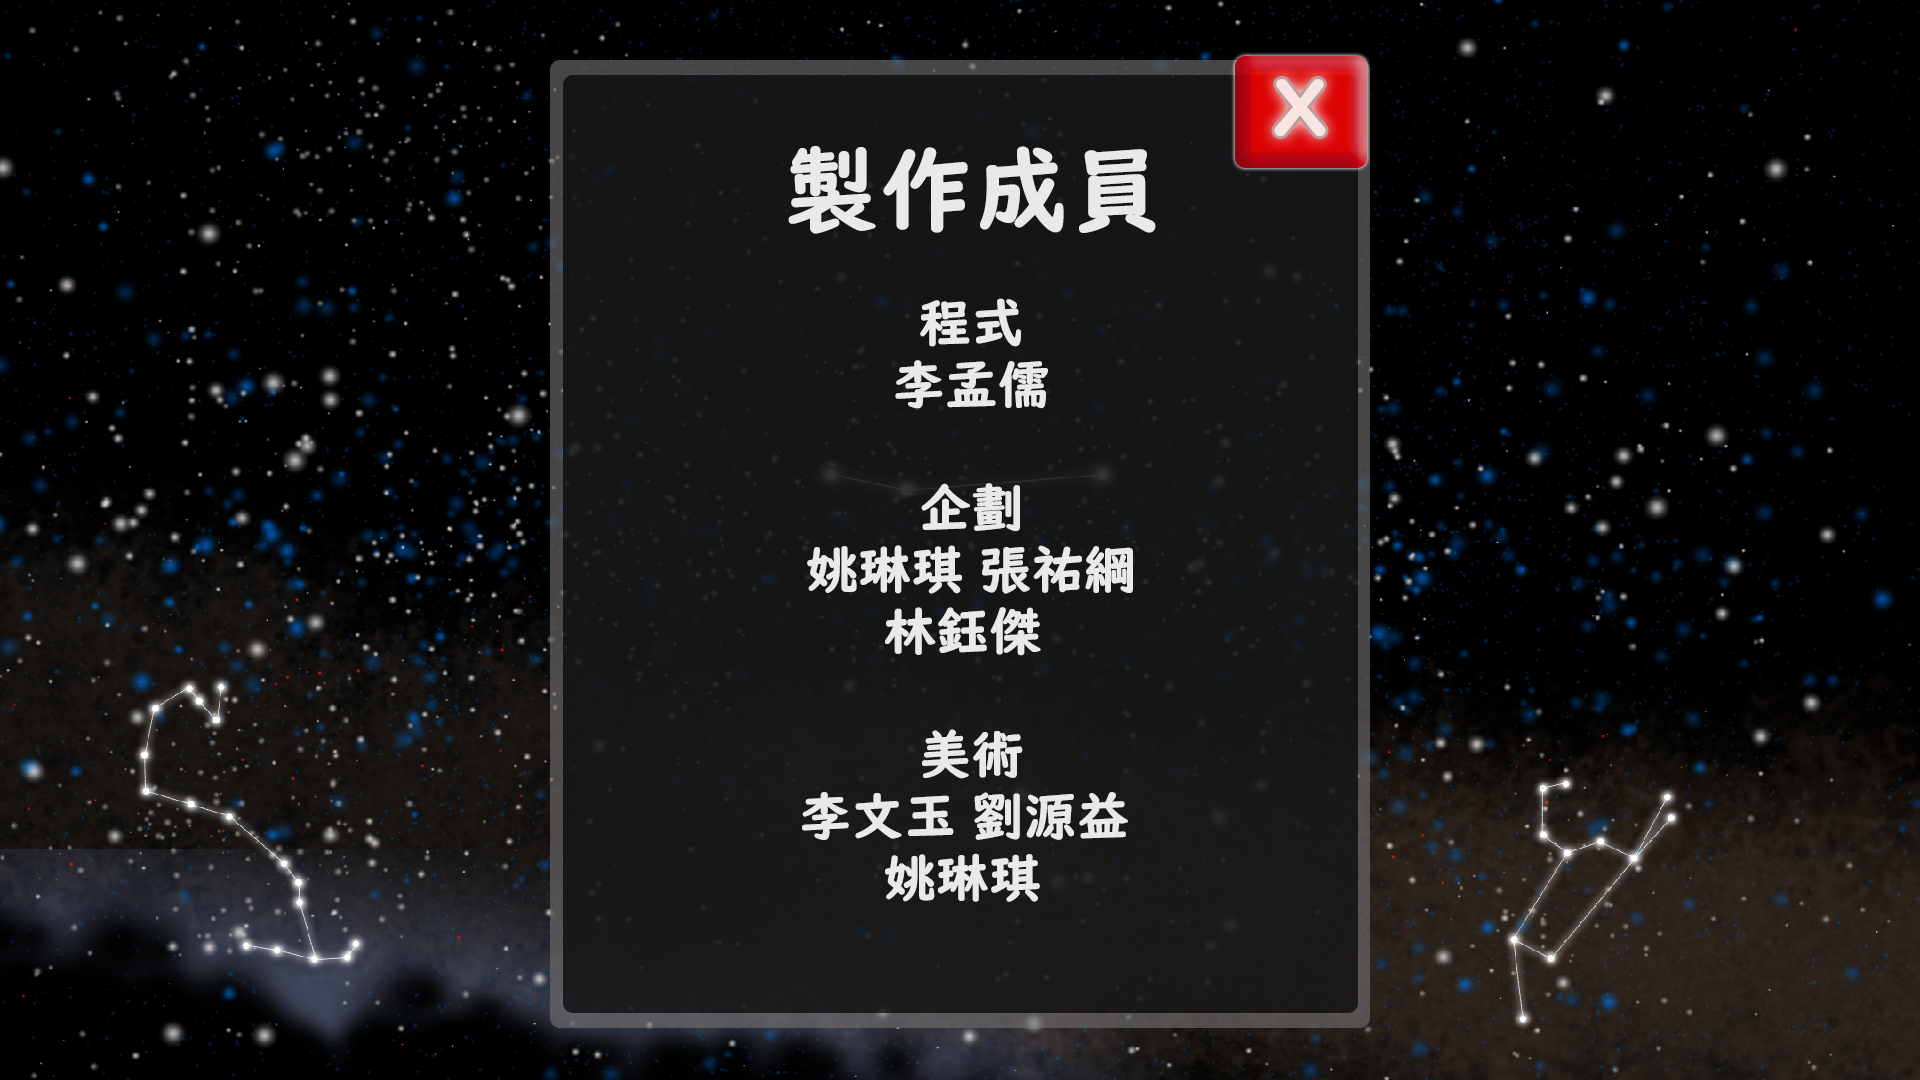 製作成員
程式
李孟儒
企劃
姚琳琪 張祐綱
林鈺傑
美術
李文玉 劉源益
姚琳琪